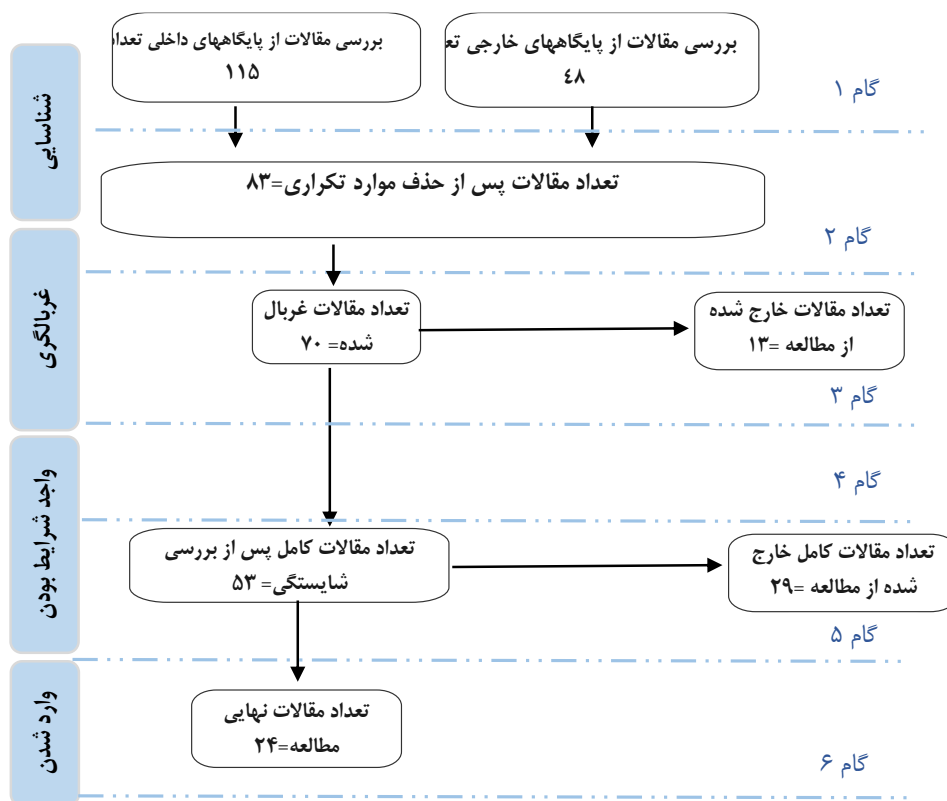 بررسی مقالات از پایگاههای خارجی تع
۴۸
بررسی مقالات از پایگاههای داخلی تعداد
۱۱۵
گام ۱
شناسایی
تعداد مقالات پس از حذف موارد تکراری=۸۳
گام ۲
غربالگری
تعداد مقالات غربال
شده= ۷۰
تعداد مقالات خارج شده
از مطالعه =۱۳
گام ۳
واجد شرایط بودن
گام ۴
تعداد مقالات کامل پس از بررسی
شایستگی= ۵۳
تعداد مقالات کامل خارج
شده از مطالعه =۲۹
گام ۵
وارد شدن
تعداد مقالات نهایی
مطالعه=۲۴
گام ۶